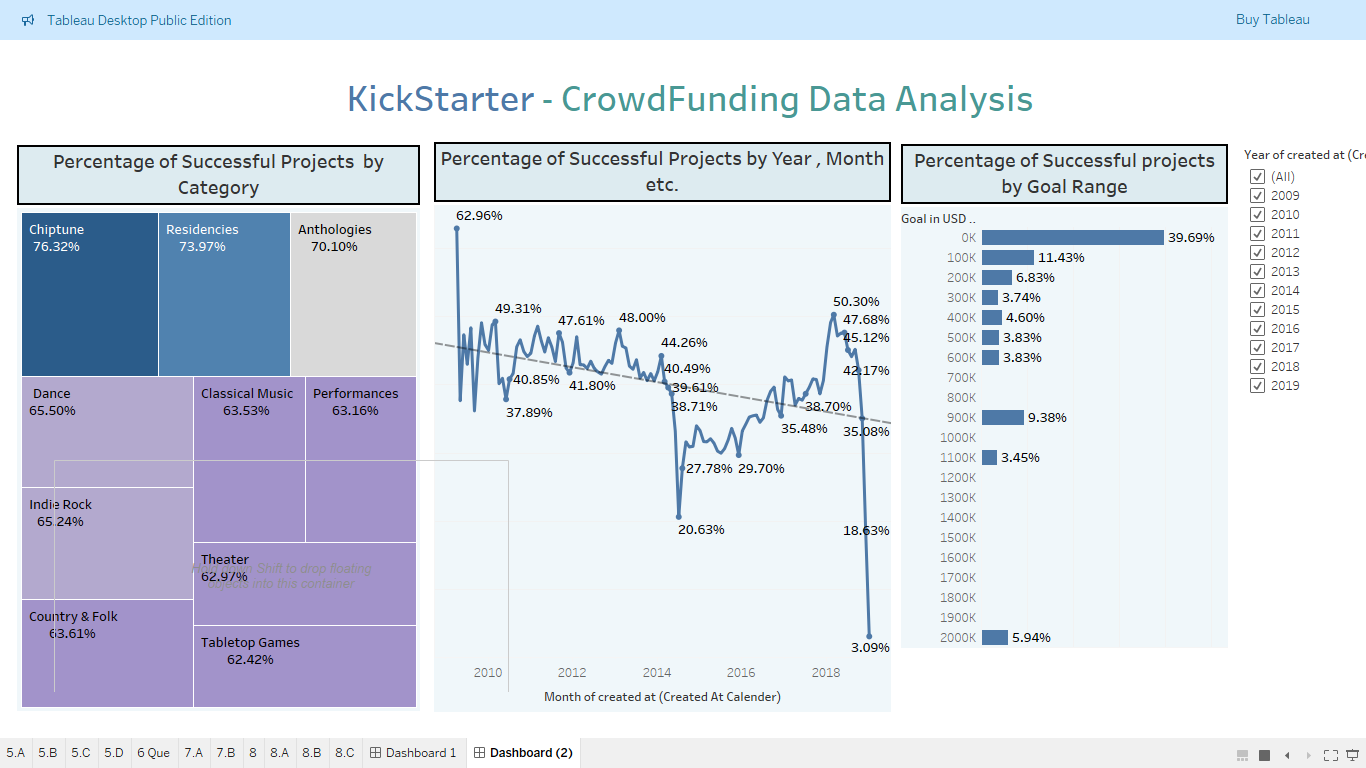 Tableau Desktop Public Edition
Buy Tableau
KickStarter - CrowdFunding Data Analysis
Percentage of Successful Projects by
Category
Chiptune
76.32%
Residencies
73.97%
Anthologies
70.10%
Dance
65.50%
Classical Music
63.53%
Performances
63.16%
Indie Rock
65.24%
Theater
62.97%
Hold down Shift to drop floating
objects into this container
Country & Folk
63.61%
Tabletop Games
62.42%
Percentage of Successful Projects by Year , Month
etc.
62.96%
49.31%
47.61%
48.00%
50.30%
47.68%
45.12%
44.26%
40.49%
42.17%
40.85%
41.80%
39.61%
37.89%
38.71%
38.70%
35.48%
35.08%
27.78%
29.70%
20.63%
18.63%
3.09%
2010
2012
2014
2016
2018
Month of created at (Created At Calender)
Percentage of Successful projects
by Goal Range
Goal in USD ..
0K 39.69%
100K 11.43%
200K 6.83%
300K 3.74%
400K 4.60%
500K 3.83%
600K 3.83%
700K
800K
900K 9.38%
1000K
1100K 3.45%
1200K
1300K
1400K
1500K
1600K
1700K
1800K
1900K
2000K 5.94%
Year of created at (Cr
(All)
2009
2010
2011
2012
2013
2014
2015
2016
2017
2018
2019
5.A
5.B
5.C
5.D
6 Que
7.A
7.B
8
8.A
8.B
8.C
Dashboard 1
Dashboard (2)